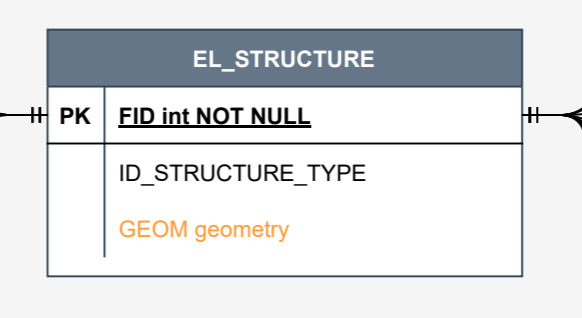 EL_STRUCTURE
PK FID int NOT NULL
ID_STRUCTURE_TYPE
GEOM geometry